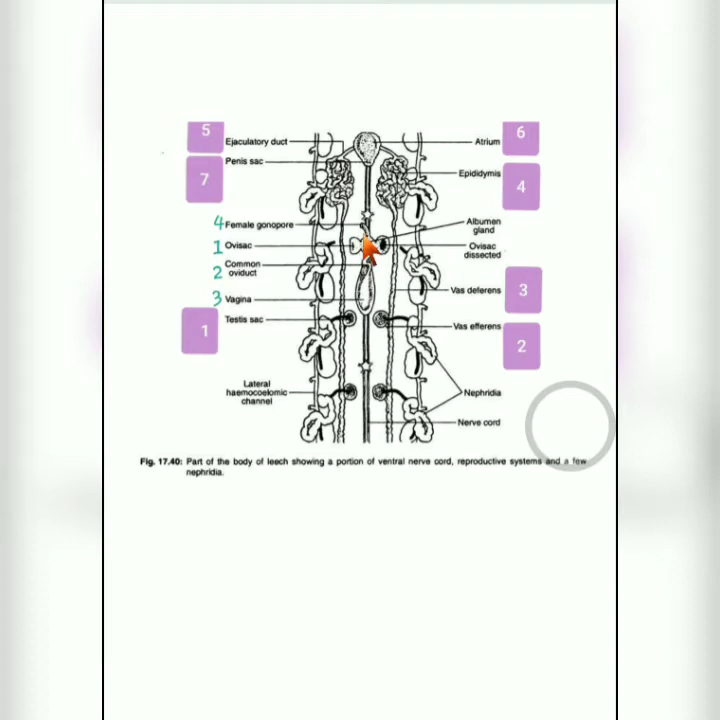 5
Ejaculatory duct
Atrium
6
Penis sac
7
Epididymis
4
4 Female gonopore
Albumen
gland
1 Ovisac
Ovisac
dissected
Common
2 oviduct
3 Vagina
Vas deferens
3
Testis sac
1
Vas efferens
2
Lateral
haemocoelomic
channel
Nephridia
Nerve cord
Fig. 17.40: Part of the body of leech showing a portion of ventral nerve cord, reproductive systems and a few
nephridia.